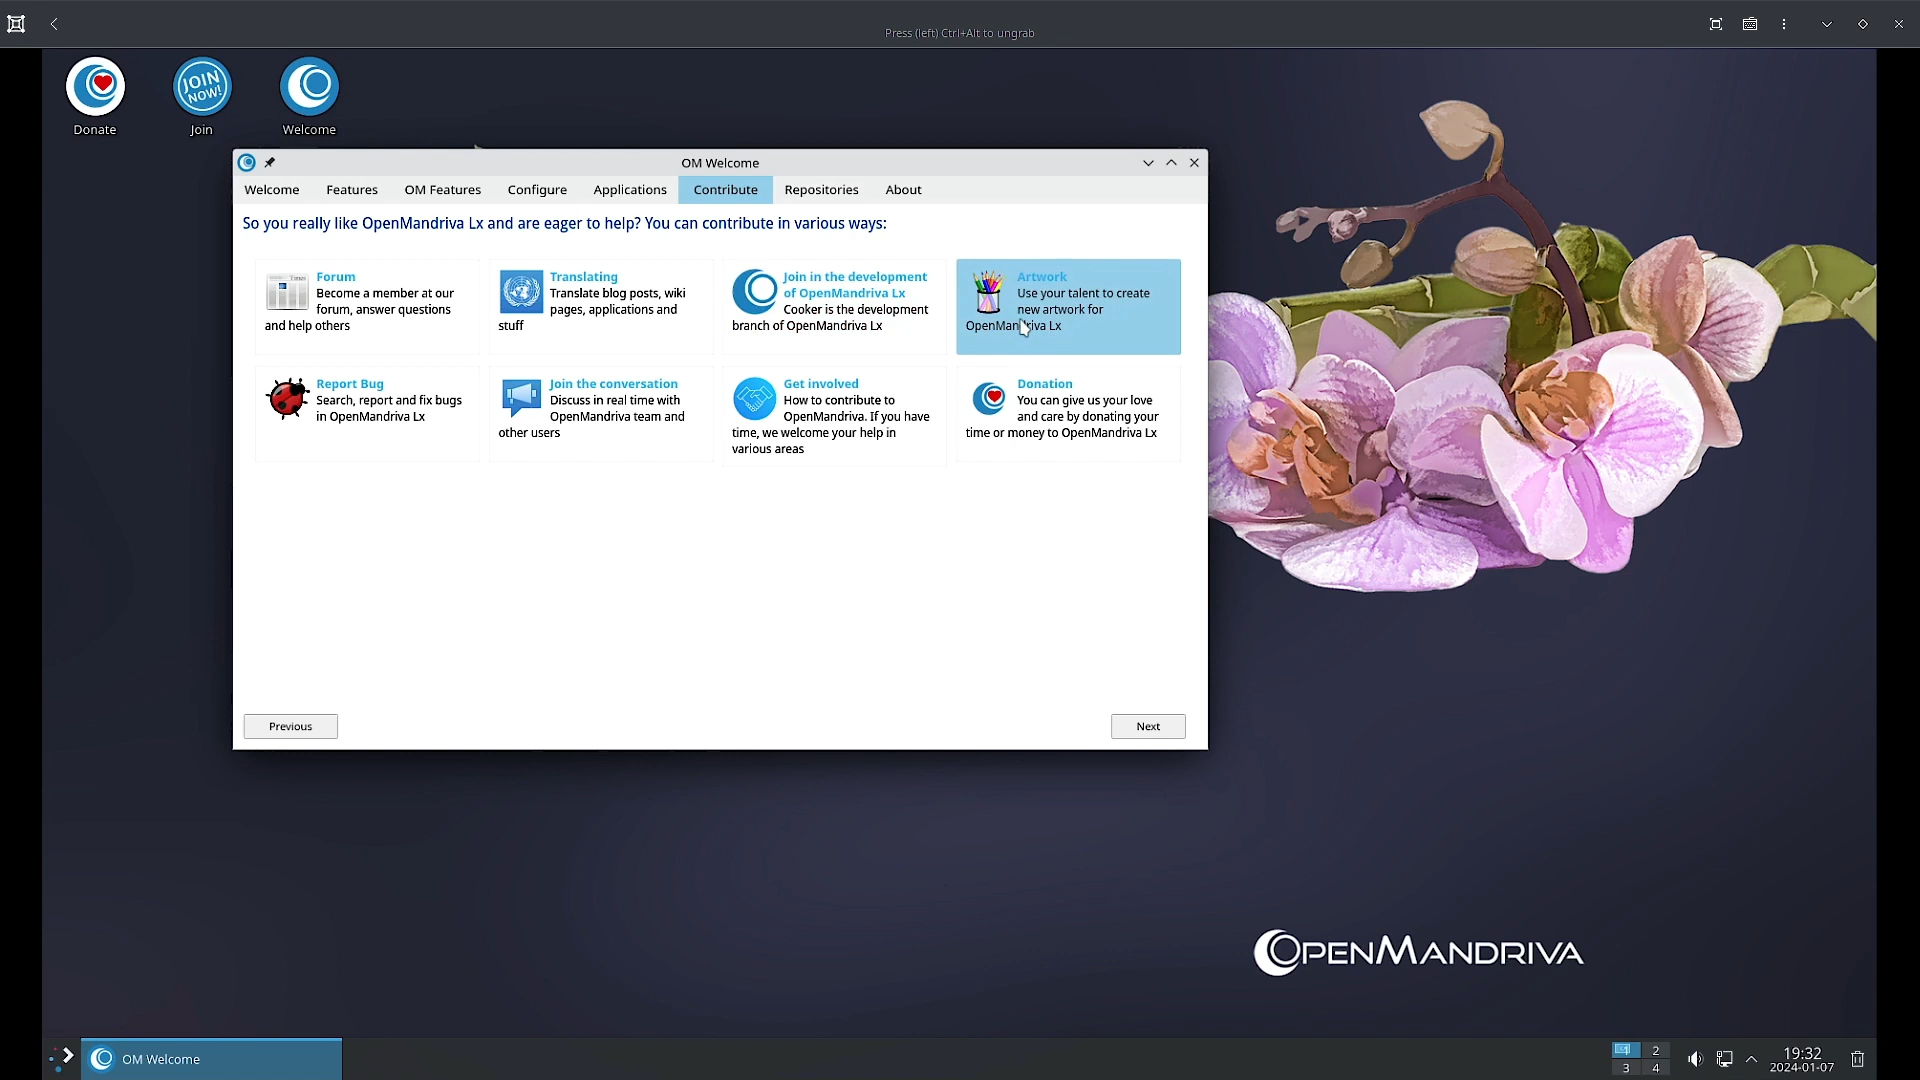 Press (left) Ctrl+Alt to ungrab
JOIN
NOW!
Donate
Join
Welcome
OM Welcome
Welcome
Features
OM Features
Configure
Applications
Contribute
Repositories
About
So you really like OpenMandriva Lx and are eager to help? You can contribute in various ways:
Forum
Become a member at our
forum, answer questions
and help others
Translating
Translate blog posts, wiki
pages, applications and
stuff
Join in the development
of OpenMandriva Lx
Cooker is the development
branch of OpenMandriva Lx
Artwork
Use your talent to create
new artwork for
OpenMandriva Lx
Report Bug
Search, report and fix bugs
in OpenMandriva Lx
Join the conversation
Discuss in real time with
OpenMandriva team and
other users
Get involved
How to contribute to
OpenMandriva. If you have
time, we welcome your help in
various areas
Donation
You can give us your love
and care by donating your
time or money to OpenMandriva Lx
Previous
Next
OPENMANDRIVA
OM Welcome
1 2
3 4
19:32
2024-01-07